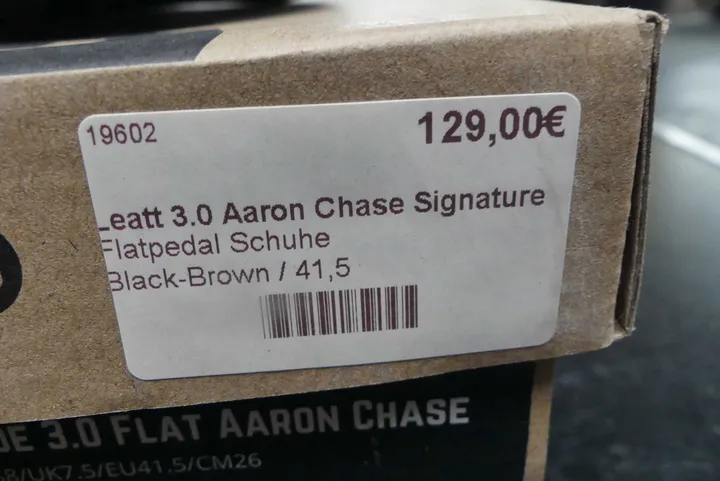 19602
129,00€
Leatt 3.0 Aaron Chase Signature
Flatpedal Schuhe
Black-Brown / 41,5
3.0 FLAT AARON CHASE
/UK7.5/EU41.5/CM26